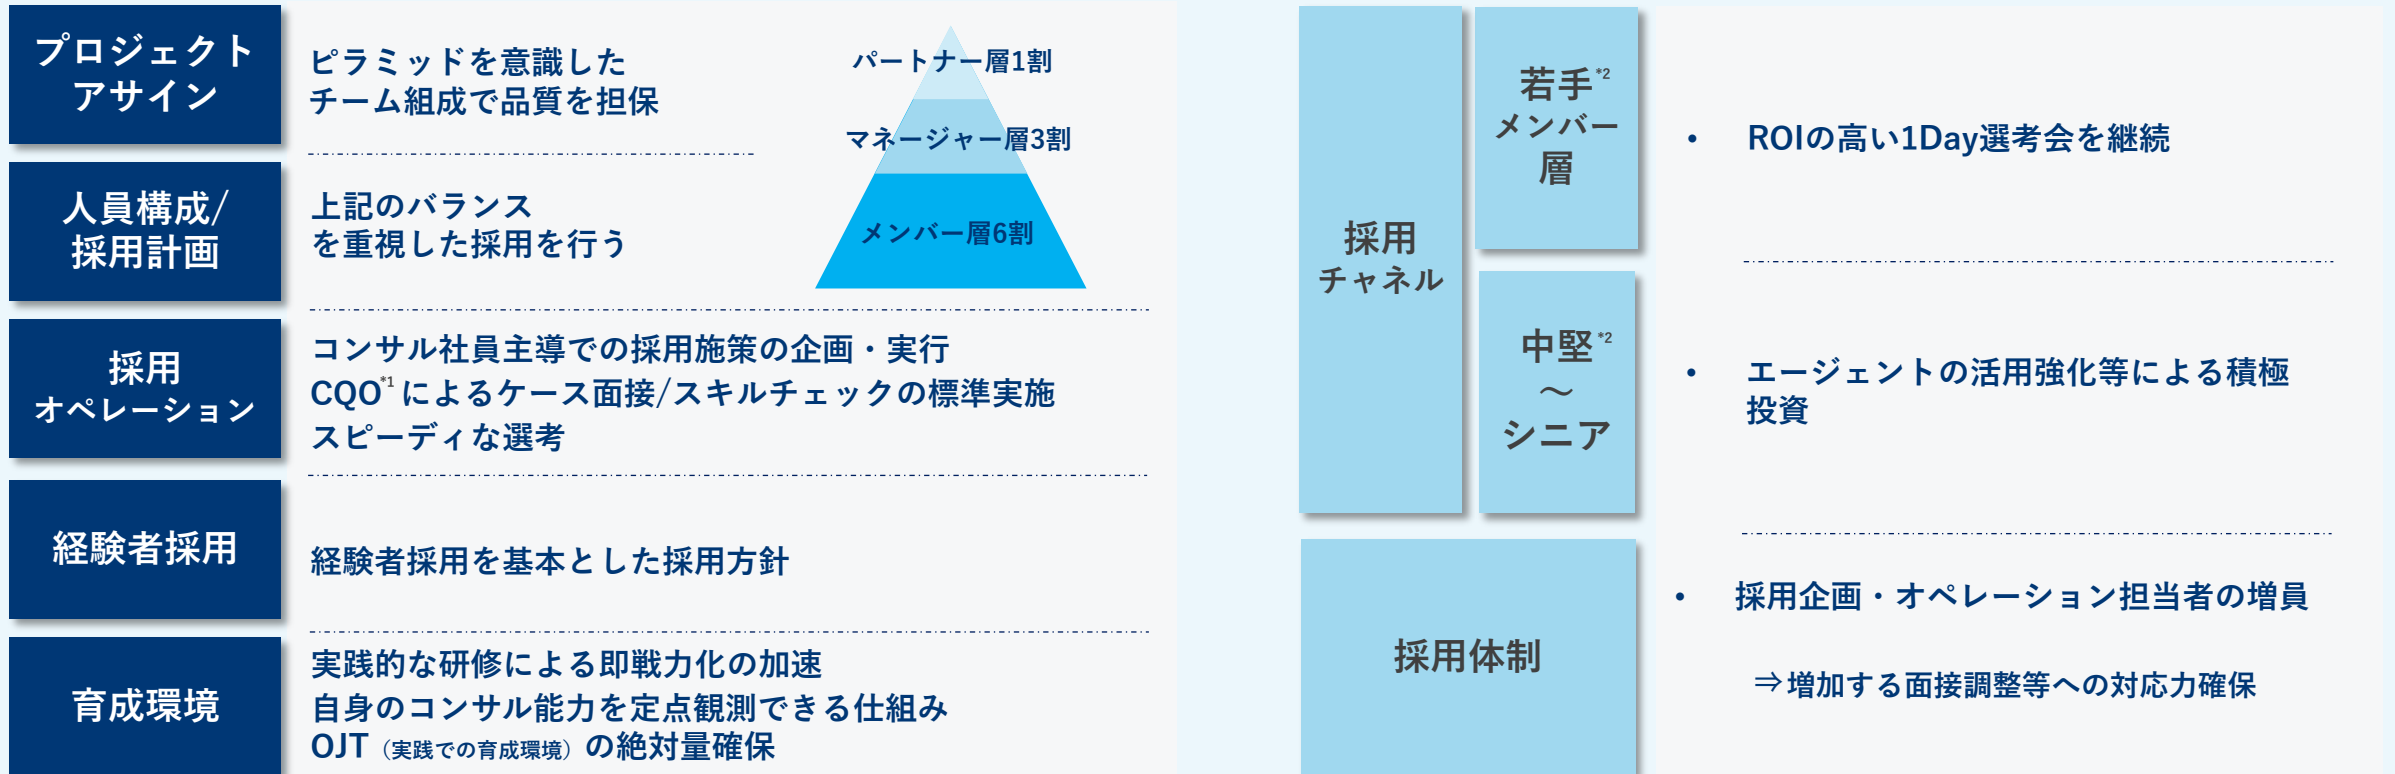 プロジェクト
アサイン
ピラミッドを意識した
チーム組成で品質を担保
パートナー層1割
マネージャー層3割
メンバー層6割
人員構成/
採用計画
上記のバランス
を重視した採用を行う
採用
オペレーション
コンサル社員主導での採用施策の企画・実行
CQO*1によるケース面接/スキルチェックの標準実施
スピーディな選考
経験者採用
経験者採用を基本とした採用方針
育成環境
実践的な研修による即戦力化の加速
自身のコンサル能力を定点観測できる仕組み
OJT（実践での育成環境）の絶対量確保
採用
チャネル
若手*2
メンバー
層
• ROIの高い1Day選考会を継続
中堅*2
～
シニア
• エージェントの活用強化等による積極
投資
採用体制
• 採用企画・オペレーション担当者の増員
⇒増加する面接調整等への対応力確保